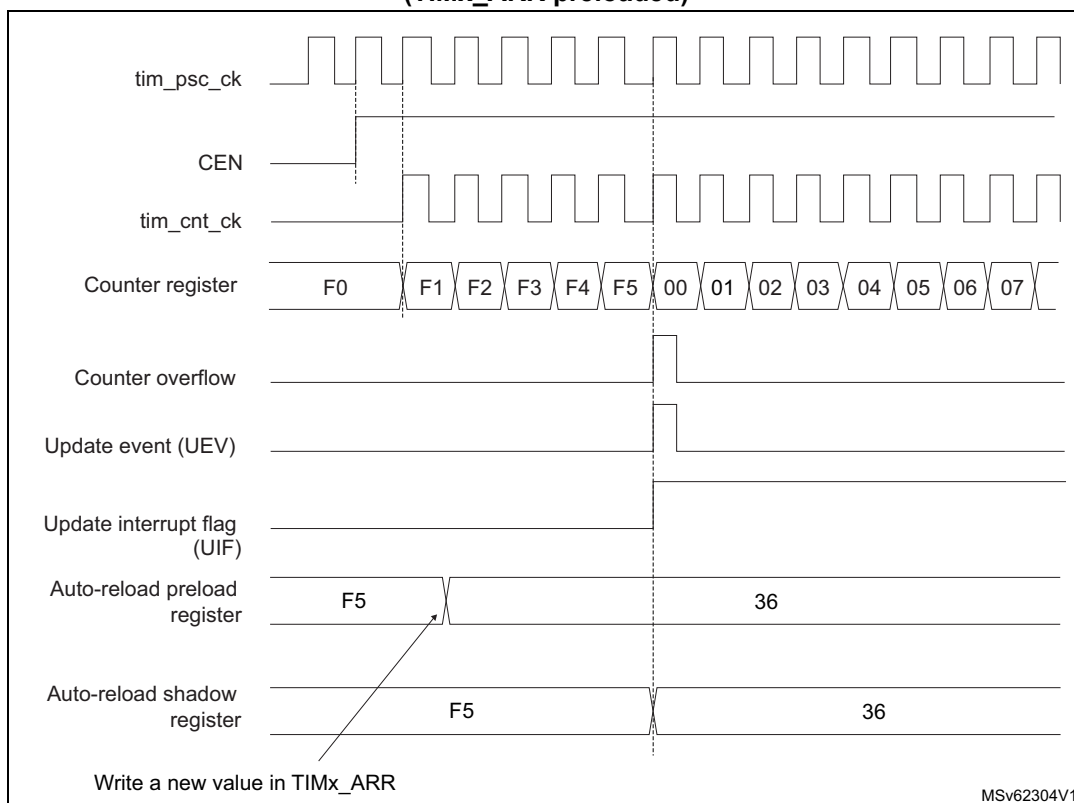 (TIMx_ARR preloaded)
tim_psc_ck
CEN
tim_cnt_ck
Counter register F0 F1 F2 F3 F4 F5 00 01 02 03 04 05 06 07
Counter overflow
Update event (UEV)
Update interrupt flag
(UIF)
Auto-reload preload
register
F5 36
Auto-reload shadow
register
F5 36
Write a new value in TIMx_ARR
MSv62304V1